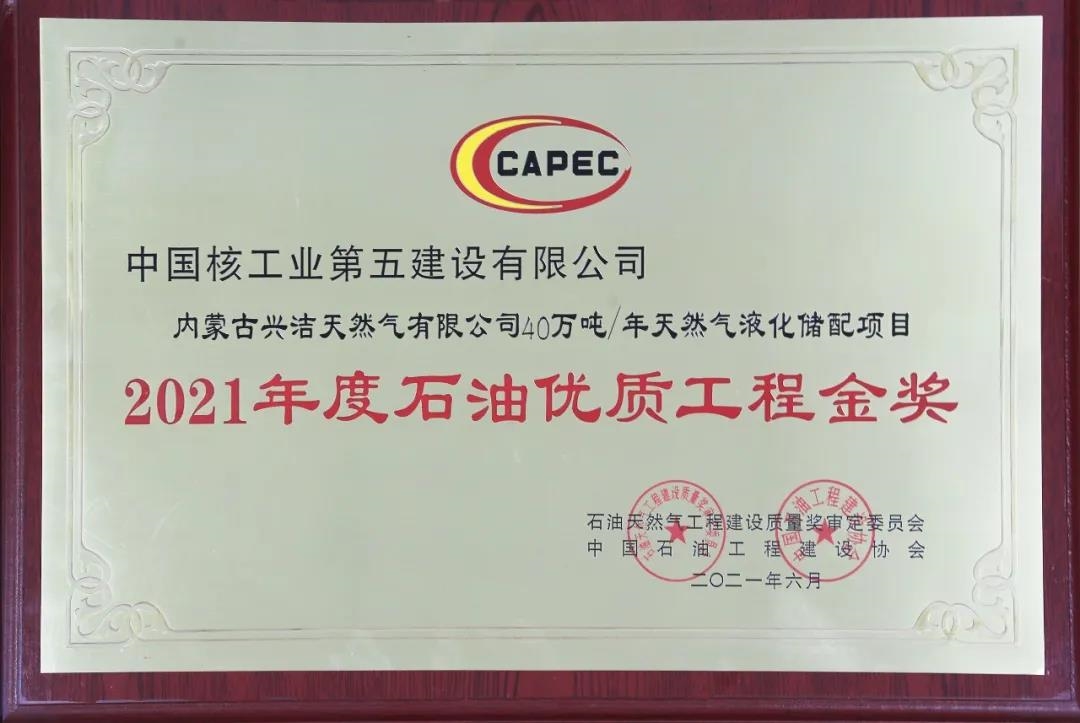 CAPEC
中国核工业第五建设有限公司
内蒙古兴洁天然气有限公司40万吨/年天然气液化储配项目
2021年度石油优质工程金奖
石油天然气工程建设质量奖审定委员会
中国石油工程建设协会
二〇二一年六月